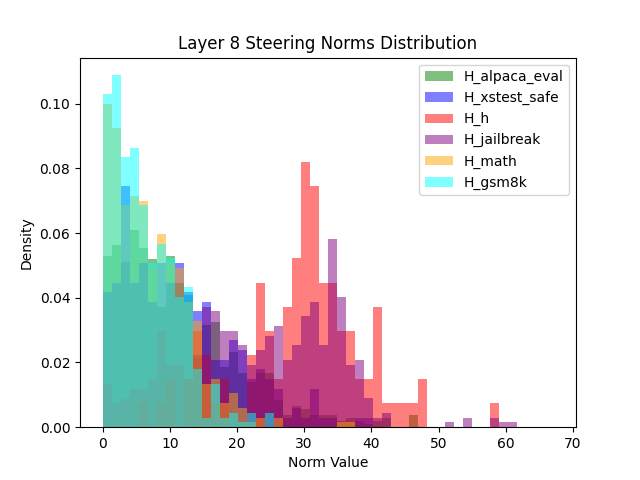 Layer 8 Steering Norms Distribution
H_alpaca_eval
H_xstest_safe
H_h
H_jailbreak
H_math
H_gsm8k
Density
0.10
0.08
0.06
0.04
0.02
0.00
0 10 20 30 40 50 60 70
Norm Value